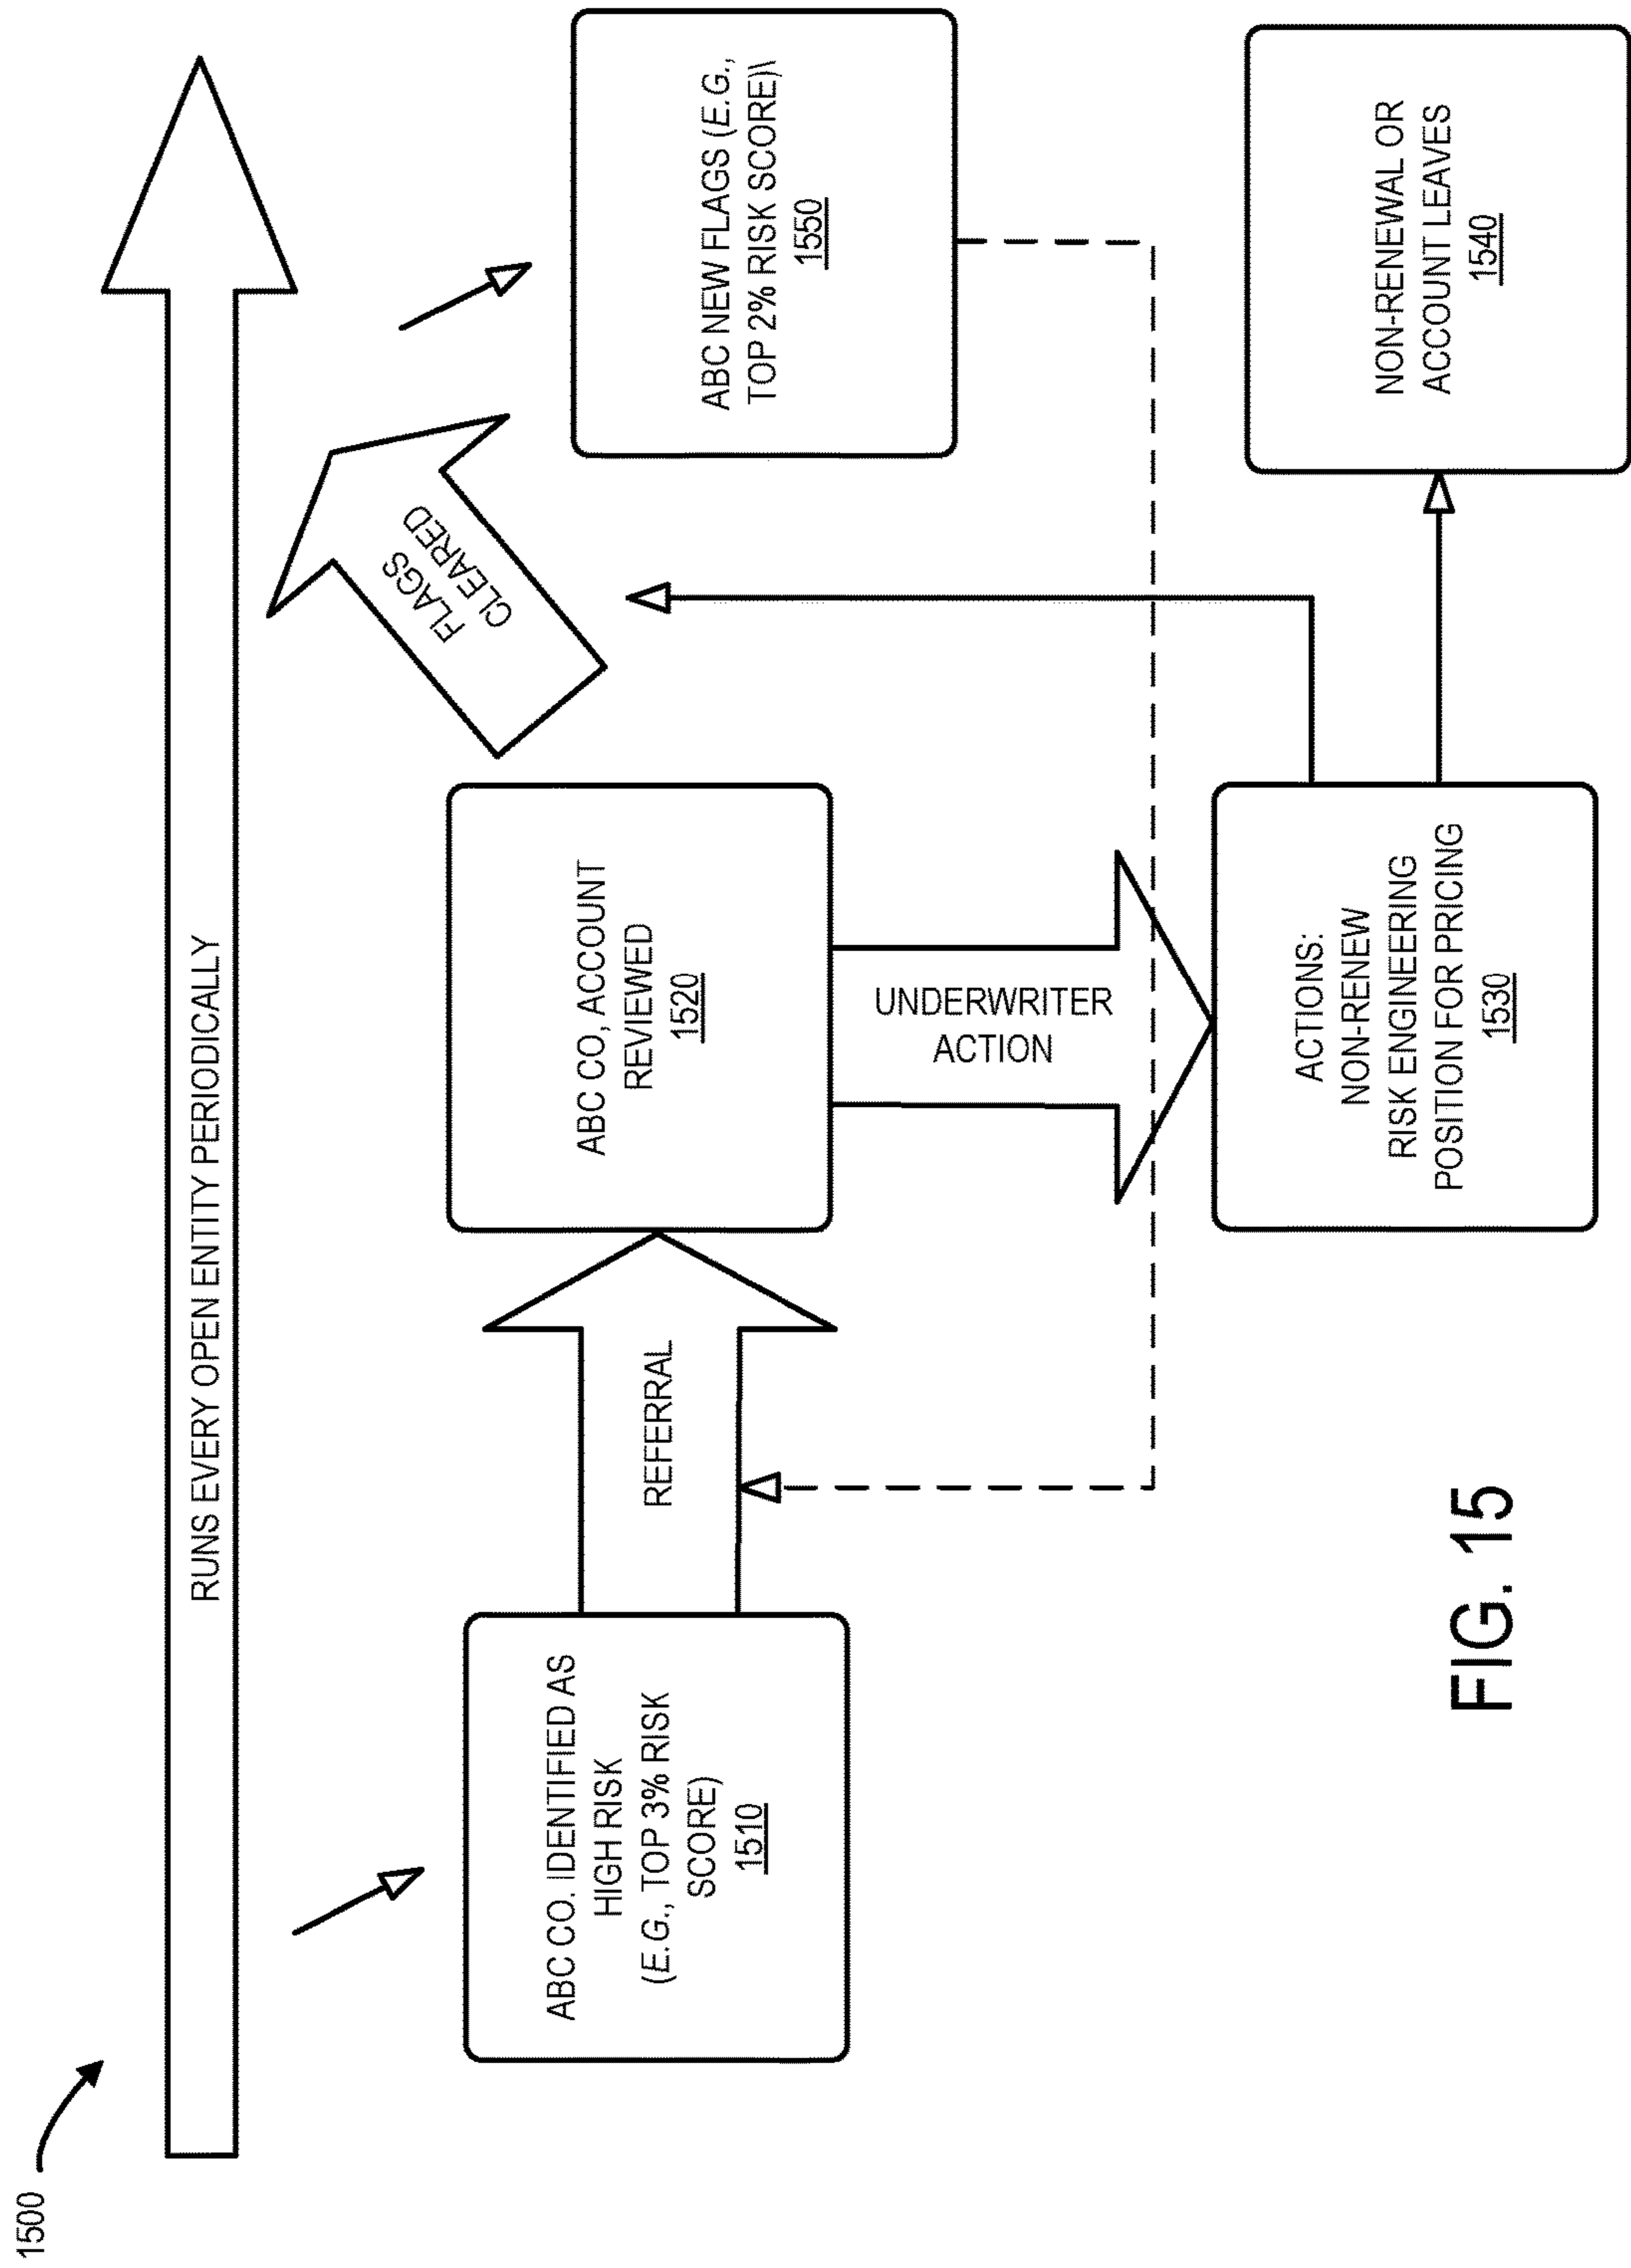 1500
RUNS EVERY OPEN ENTITY PERIODICALLY
ABC CO. IDENTIFIED AS
HIGH RISK
(E.G., TOP 3% RISK
SCORE)
1510
REFERRAL
ABC CO, ACCOUNT
REVIEWED
1520
FLAGS
CLEARED
ABC NEW FLAGS (E.G.,
TOP 2% RISK SCORE)\
1550
UNDERWRITER
ACTION
ACTIONS:
NON-RENEW
RISK ENGINEERING
POSITION FOR PRICING
1530
NON-RENEWAL OR
ACCOUNT LEAVES
1540
FIG. 15